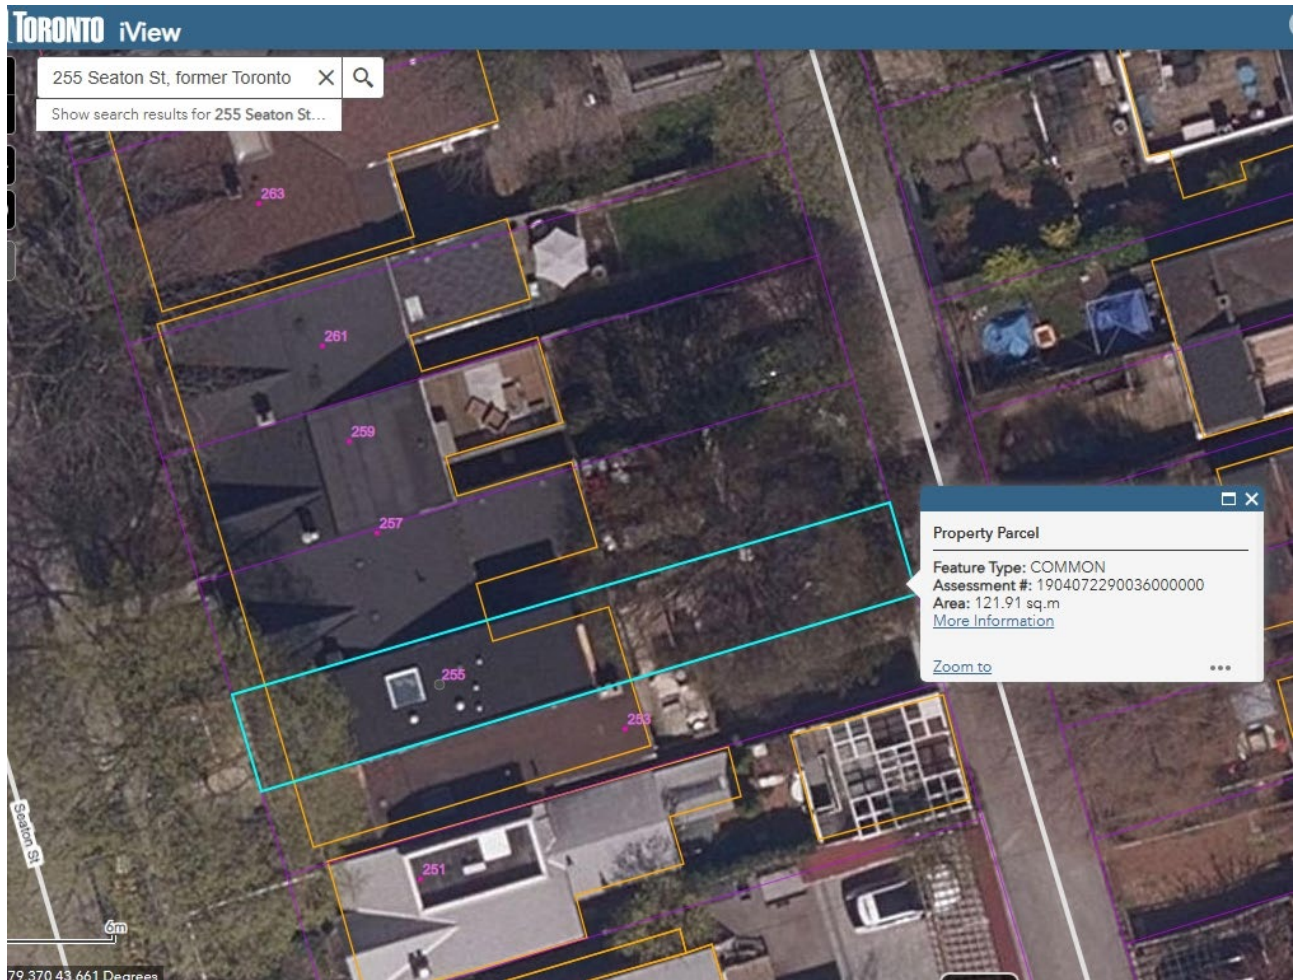 TORONTO iView
255 Seaton St, former Toronto
Show search results for 255 Seaton St...
263
261
259
257
255
253
251
Property Parcel
Feature Type: COMMON
Assessment #: 1904072290036000000
Area: 121.91 sq.m
More Information
Zoom to
Seaton St
6m
79.370 43.661 Degrees